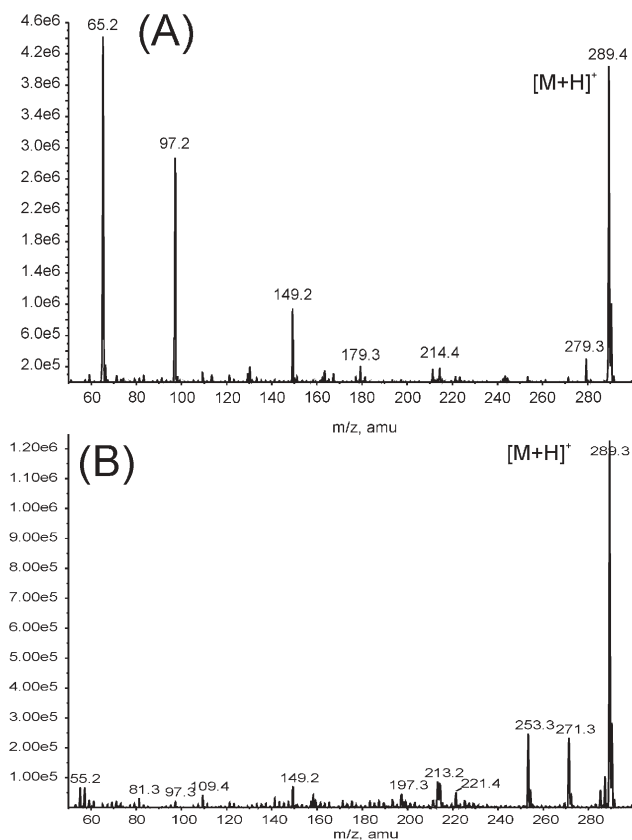 (A)
4.6e6
4.2e6
3.8e6
3.4e6
3.0e6
2.6e6
2.2e6
1.8e6
1.4e6
1.0e6
6.0e5
2.0e5
65.2
97.2
149.2
179.3
214.4
279.3
289.4
[M+H]+
60 80 100 120 140 160 180 200 220 240 260 280
m/z, amu
(B)
1.20e6
1.10e6
1.00e6
9.00e5
8.00e5
7.00e5
6.00e5
5.00e5
4.00e5
3.00e5
2.00e5
1.00e5
55.2
81.3
97.3
109.4
149.2
197.3
213.2
221.4
253.3
271.3
289.3
[M+H]+
60 80 100 120 140 160 180 200 220 240 260 280
m/z, amu